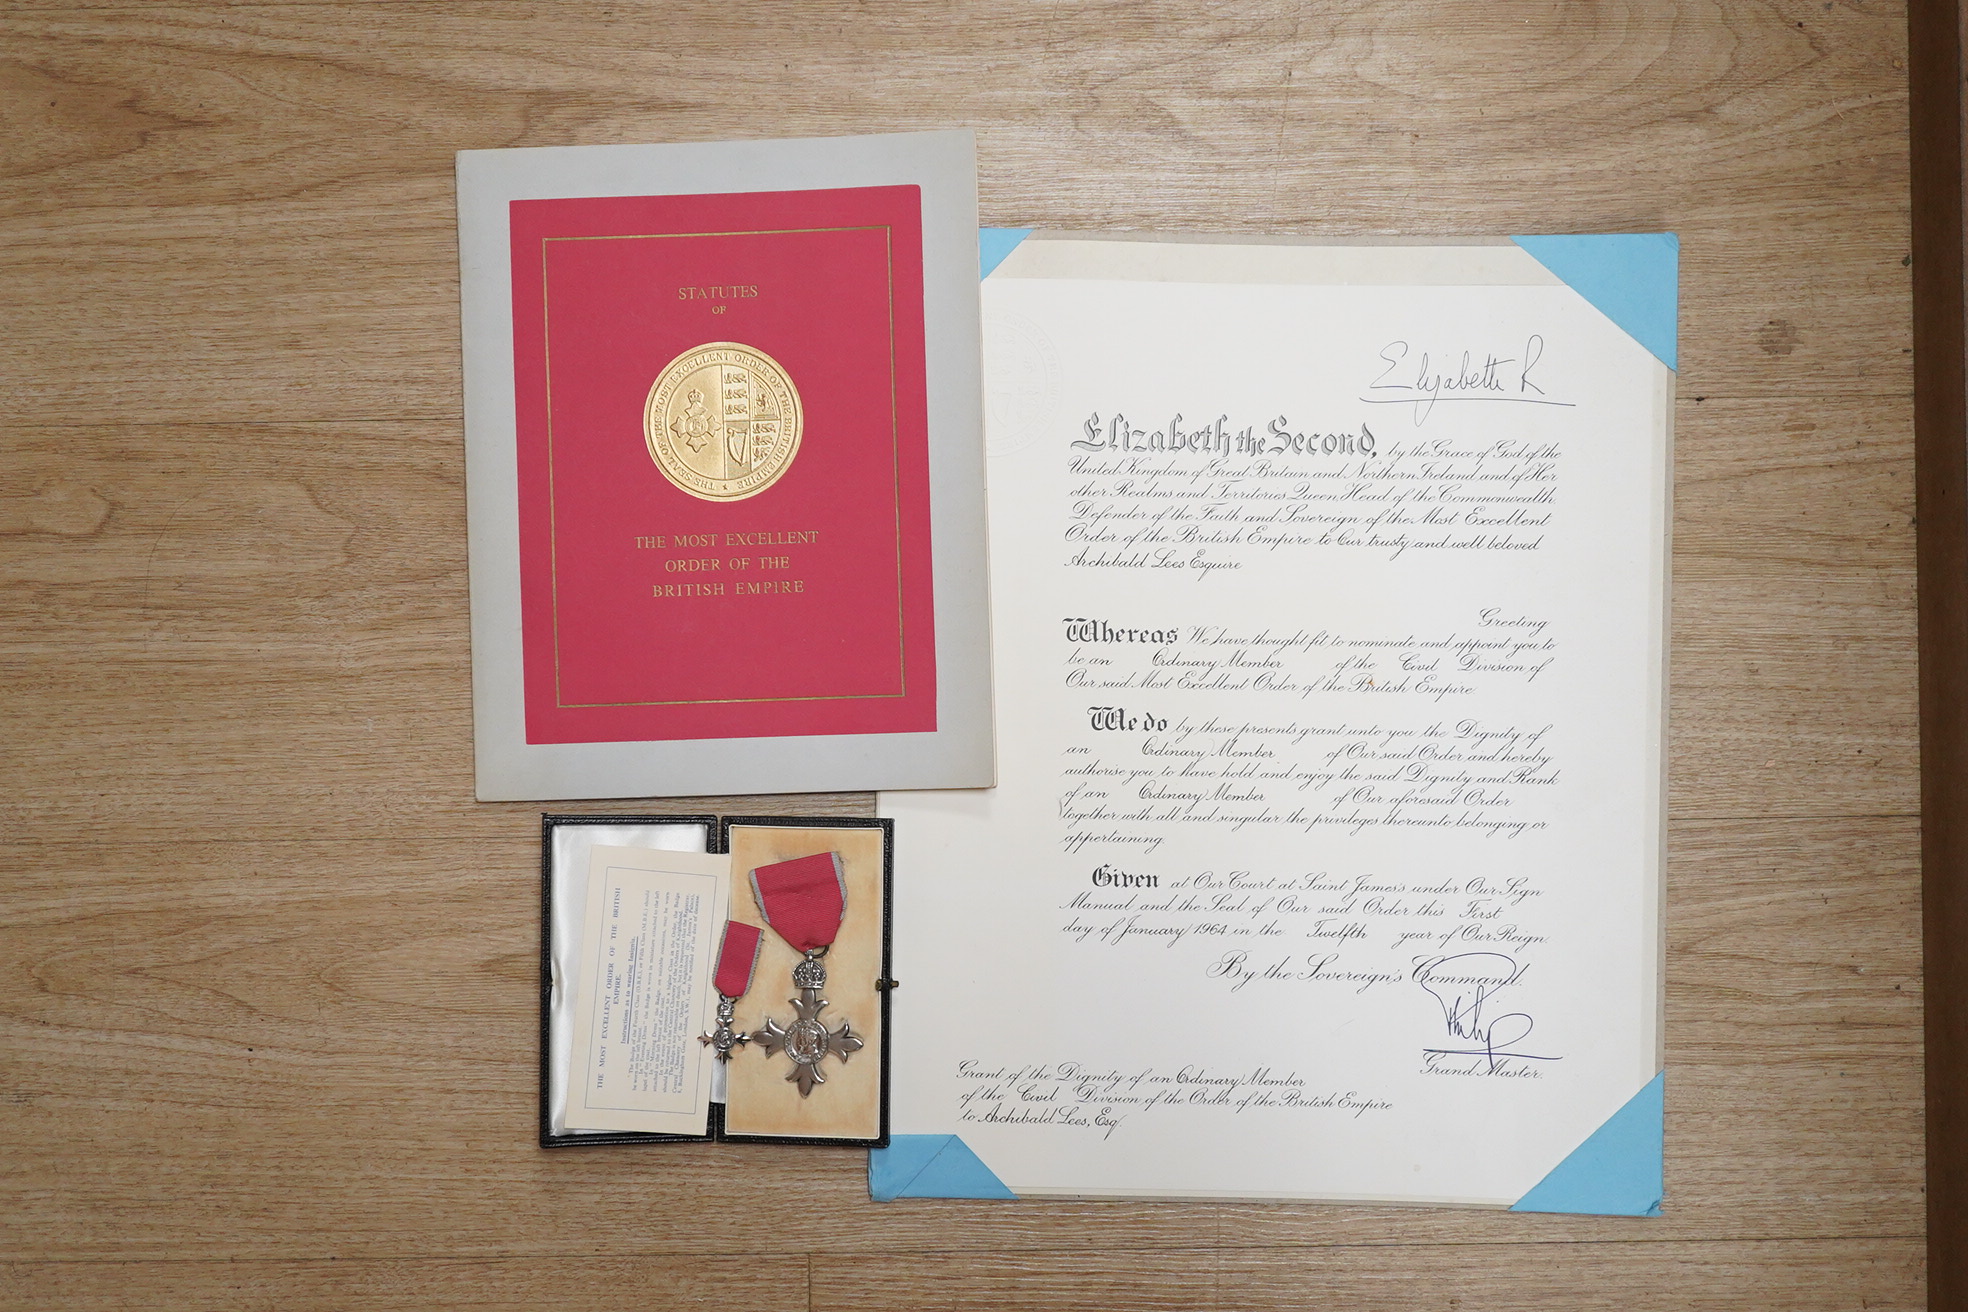 STATUTES
OF
THE SEAL OF THE MOST EXCELLENT ORDER OF THE BRITISH EMPIRE
THE MOST EXCELLENT
ORDER OF THE
BRITISH EMPIRE
Elizabeth R
Elizabeth the Second, by the Grace of God of the
United Kingdom of Great Britain and Northern Ireland and of Her
other Realms and Territories Queen, Head of the Commonwealth,
Defender of the Faith and Sovereign of the Most Excellent
Order of the British Empire to Our trusty and well beloved
Archibald Lees Esquire
Greeting
Whereas We have thought fit to nominate and appoint you to
be an Ordinary Member of the Civil Division of
Our said Most Excellent Order of the British Empire
We do by these presents grant unto you the Dignity of
an Ordinary Member of Our said Order and hereby
authorise you to have hold and enjoy the said Dignity and Rank
of an Ordinary Member of Our aforesaid Order
together with all and singular the privileges thereunto belonging or
appertaining.
Given at Our Court at Saint James's under Our Sign
Manual and the Seal of Our said Order this First
day of January 1964 in the Twelfth year of Our Reign.
By the Sovereign's Command.
Philip
Grand Master.
Grant of the Dignity of an Ordinary Member
of the Civil Division of the Order of the British Empire
to Archibald Lees, Esq.
THE MOST EXCELLENT ORDER OF THE BRITISH
EMPIRE.
Instructions as to wearing Insignia.